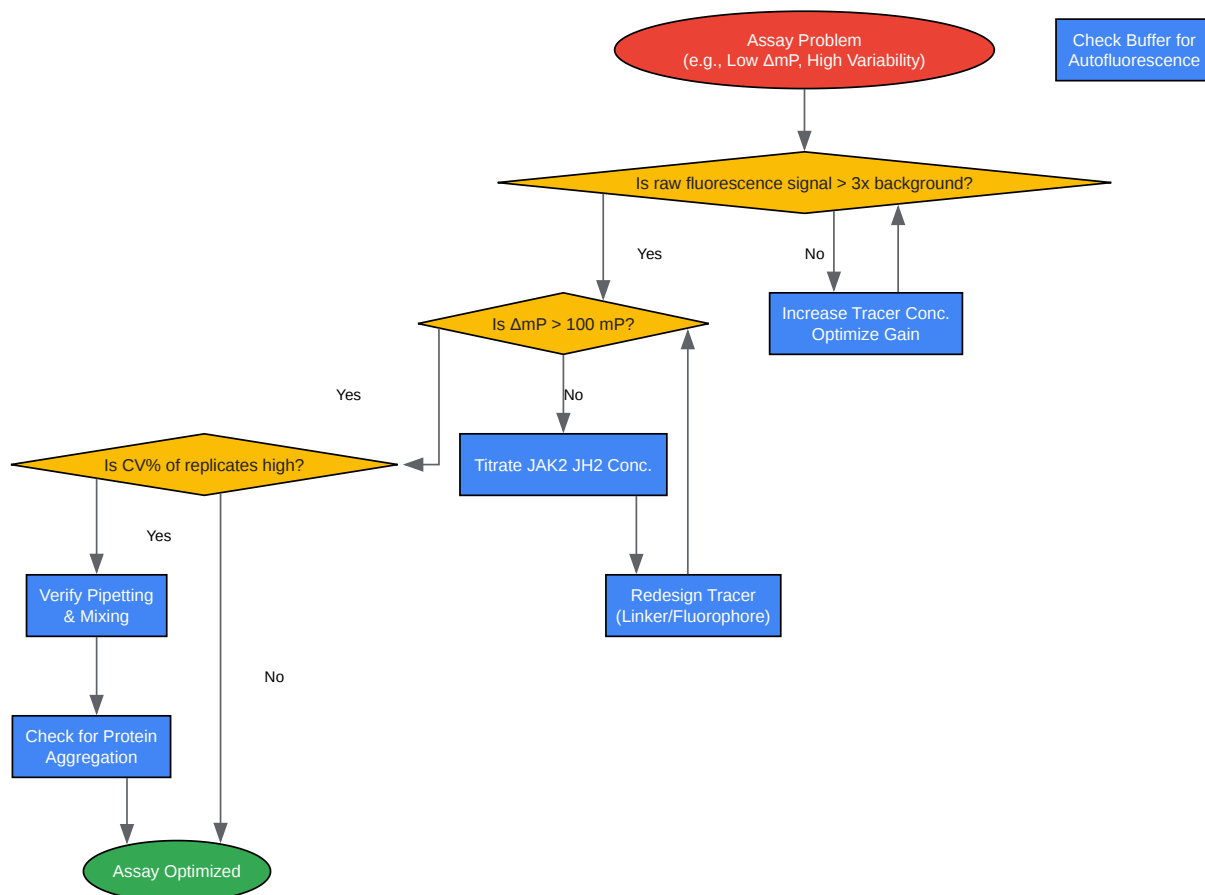 Assay Problem
(e.g., Low ΔmP, High Variability)
Check Buffer for
Autofluorescence
Is raw fluorescence signal > 3x background?
Yes
No
Is ΔmP > 100 mP?
Increase Tracer Conc.
Optimize Gain
Yes
No
Is CV% of replicates high?
Titrate JAK2 JH2 Conc.
Yes
Verify Pipetting
& Mixing
Redesign Tracer
(Linker/Fluorophore)
No
Check for Protein
Aggregation
Assay Optimized